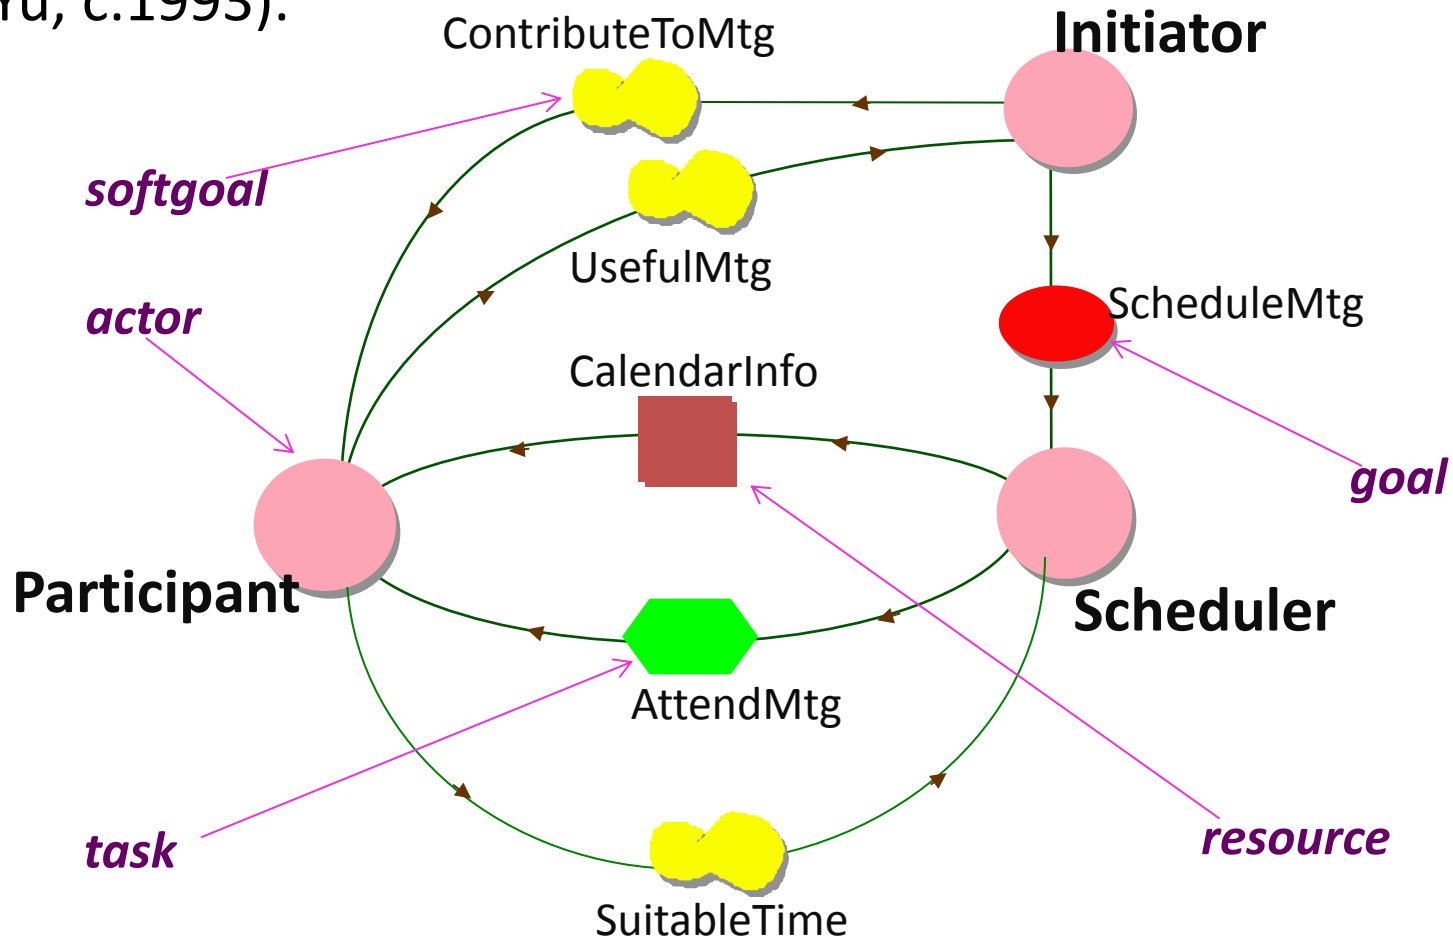 Yu, c.1993).
ContributeToMtg
Initiator
softgoal
UsefulMtg
actor
ScheduleMtg
CalendarInfo
goal
Participant
Scheduler
AttendMtg
task
resource
SuitableTime